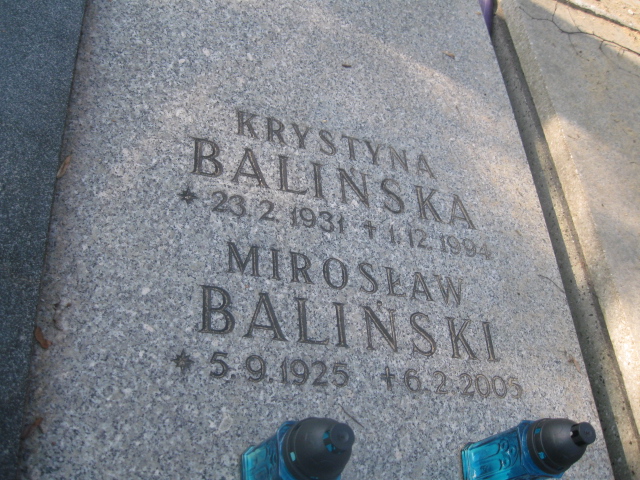 KRYSTYNA
BALIŃSKA
* 23.2.1931 † 1.12.1994
MIROSŁAW
BALIŃSKI
* 5.9.1925 † 6.2.2005